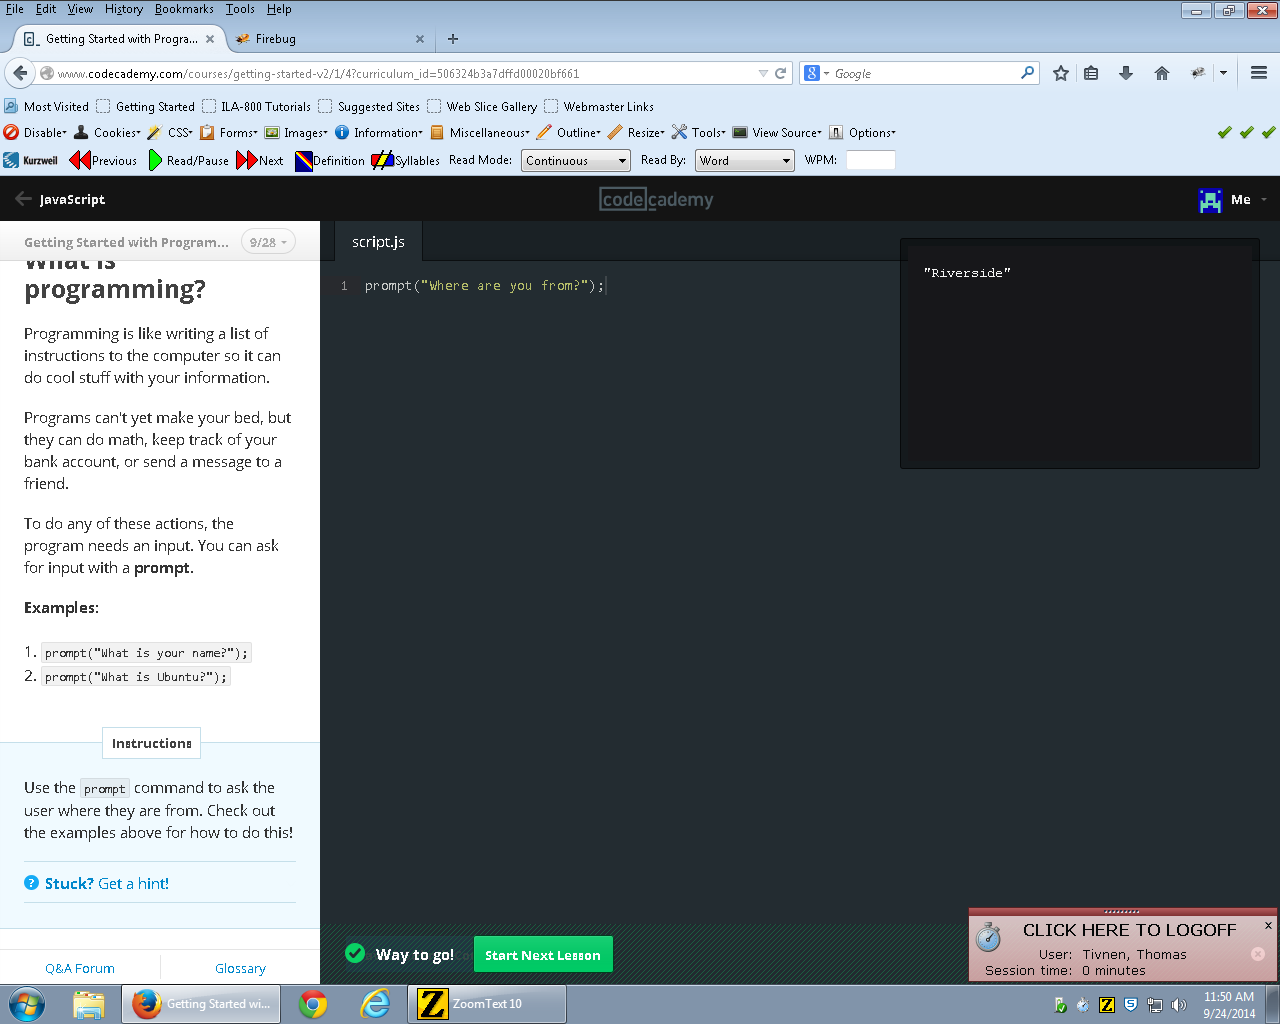 File Edit View History Bookmarks Tools Help
Getting Started with Progra... × Firebug × +
www.codecademy.com/courses/getting-started-v2/1/4?curriculum_id=506324b3a7dffd00020bf661
Google
Most Visited Getting Started ILA-800 Tutorials Suggested Sites Web Slice Gallery Webmaster Links
Disable Cookies CSS Forms Images Information Miscellaneous Outline Resize Tools View Source Options
Kurzweil Previous Read/Pause Next Definition Syllables Read Mode: Continuous Read By: Word WPM:
JavaScript
codecademy
Me
Getting Started with Program... 9/28
script.js
What is
programming?
Programming is like writing a list of
instructions to the computer so it can
do cool stuff with your information.
Programs can't yet make your bed, but
they can do math, keep track of your
bank account, or send a message to a
friend.
To do any of these actions, the
program needs an input. You can ask
for input with a prompt.
Examples:
1. prompt("What is your name?");
2. prompt("What is Ubuntu?");
Instructions
Use the prompt command to ask the
user where they are from. Check out
the examples above for how to do this!
? Stuck? Get a hint!
Q&A Forum Glossary
1 prompt("Where are you from?");
"Riverside"
Way to go! Start Next Lesson
CLICK HERE TO LOGOFF
User: Tivnen, Thomas
Session time: 0 minutes
Getting Started wi...
Z ZoomText 10
11:50 AM
9/24/2014